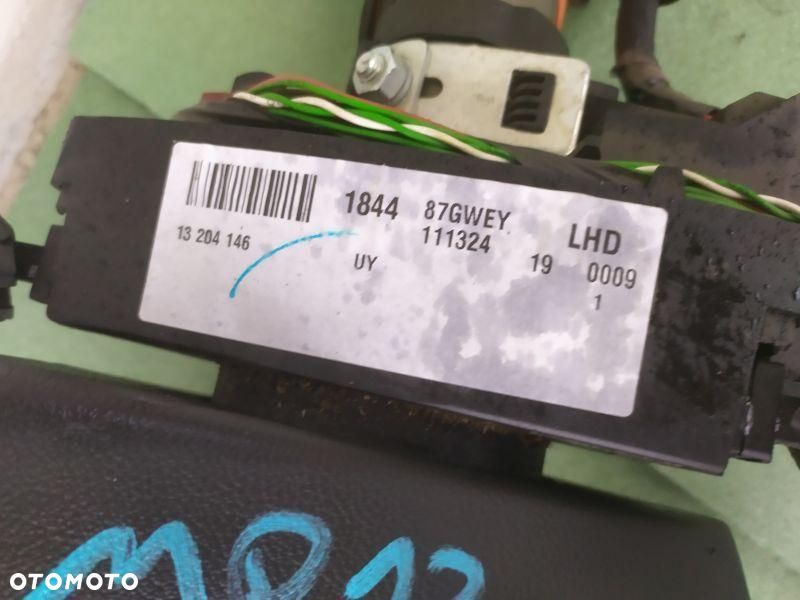 1844 87GWEY LHD
13 204 146 111324
UY 19 0009
1
OTOMOTO